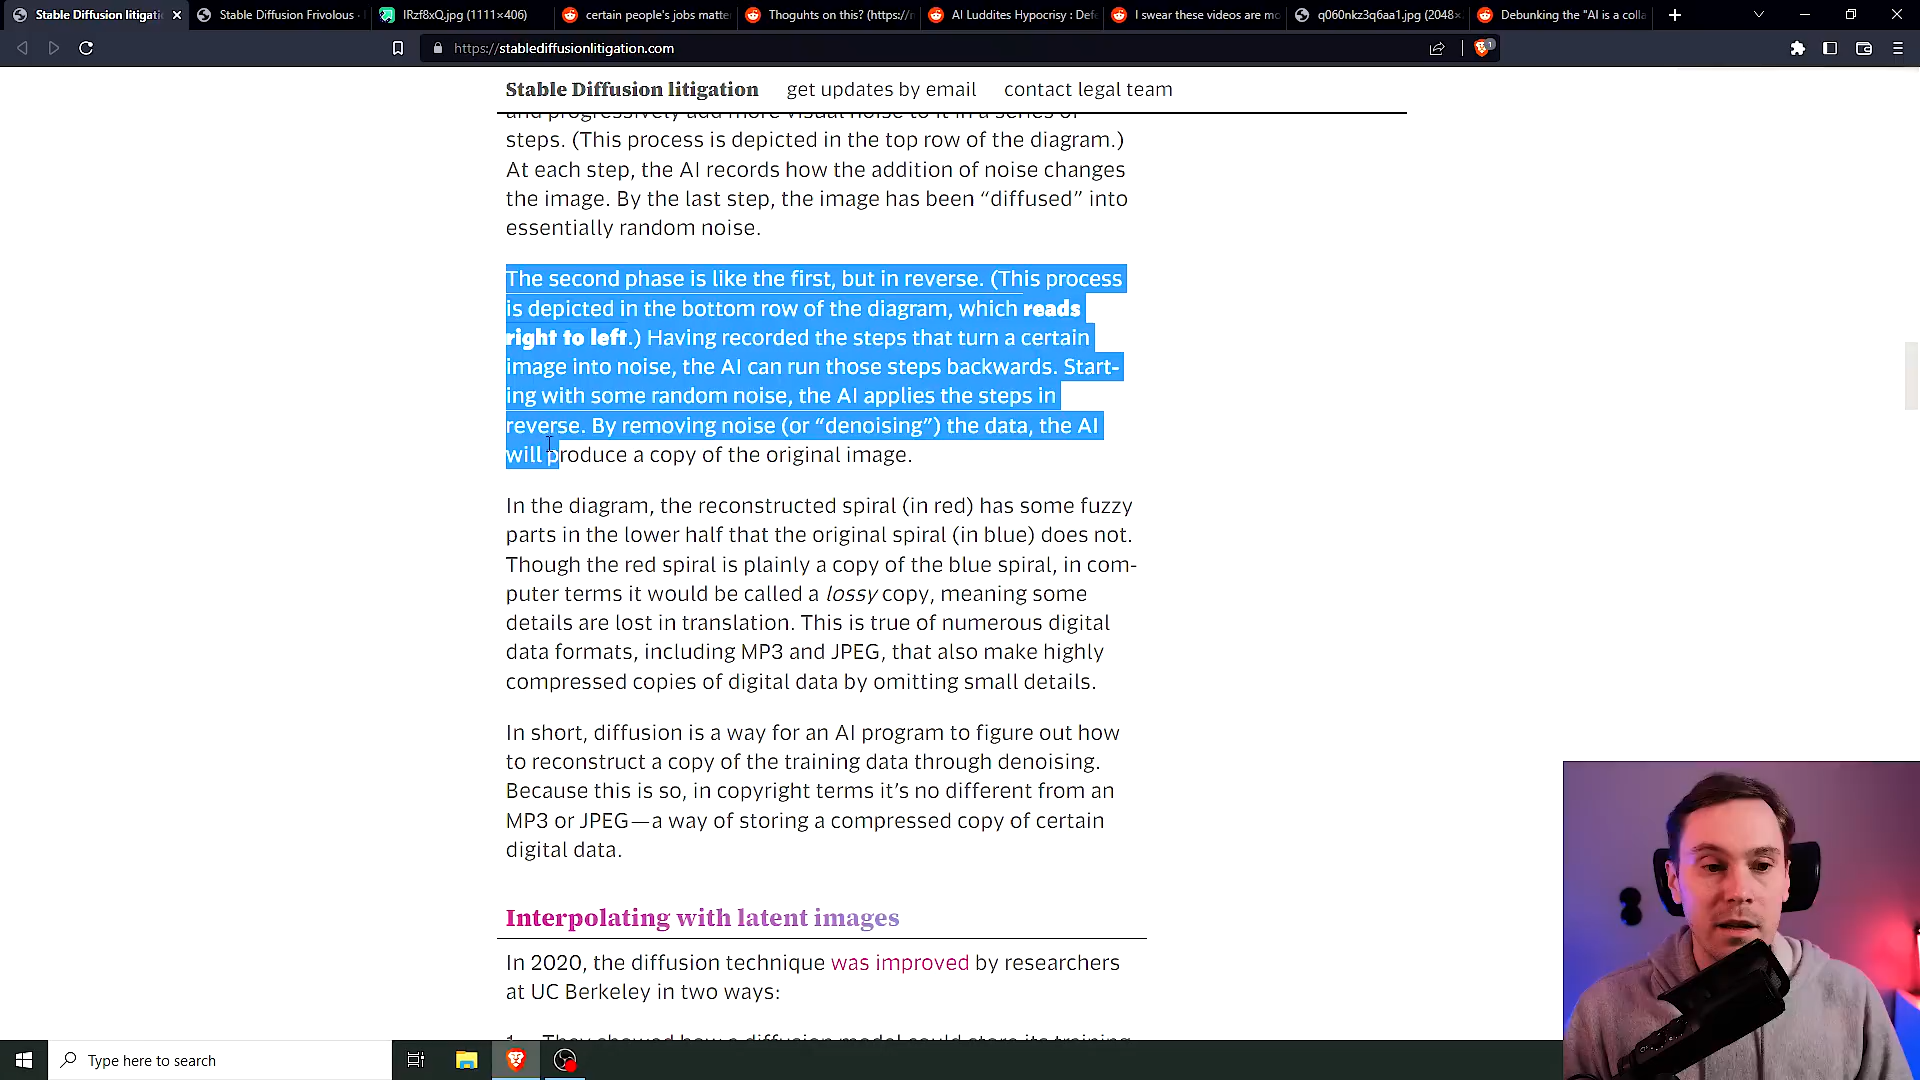 Stable Diffusion litigatio
Stable Diffusion Frivolous ·
IRzf8xQ.jpg (1111×406)
certain people's jobs matte
Thoguhts on this? (https://r
AI Luddites Hypocrisy : Def
I swear these videos are mo
q060nkz3q6aa1.jpg (2048×
Debunking the "AI is a colla
https://stablediffusionlitigation.com
1
Stable Diffusion litigation get updates by email contact legal team
and progressively add more visual noise to it in a series of
steps. (This process is depicted in the top row of the diagram.)
At each step, the AI records how the addition of noise changes
the image. By the last step, the image has been “diffused” into
essentially random noise.
The second phase is like the first, but in reverse. (This process
is depicted in the bottom row of the diagram, which reads
right to left.) Having recorded the steps that turn a certain
image into noise, the AI can run those steps backwards. Start-
ing with some random noise, the AI applies the steps in
reverse. By removing noise (or “denoising”) the data, the AI
will produce a copy of the original image.
In the diagram, the reconstructed spiral (in red) has some fuzzy
parts in the lower half that the original spiral (in blue) does not.
Though the red spiral is plainly a copy of the blue spiral, in com-
puter terms it would be called a lossy copy, meaning some
details are lost in translation. This is true of numerous digital
data formats, including MP3 and JPEG, that also make highly
compressed copies of digital data by omitting small details.
In short, diffusion is a way for an AI program to figure out how
to reconstruct a copy of the training data through denoising.
Because this is so, in copyright terms it’s no different from an
MP3 or JPEG—a way of storing a compressed copy of certain
digital data.
Interpolating with latent images
In 2020, the diffusion technique was improved by researchers
at UC Berkeley in two ways:
1. They showed how a diffusion model could store its training
Type here to search